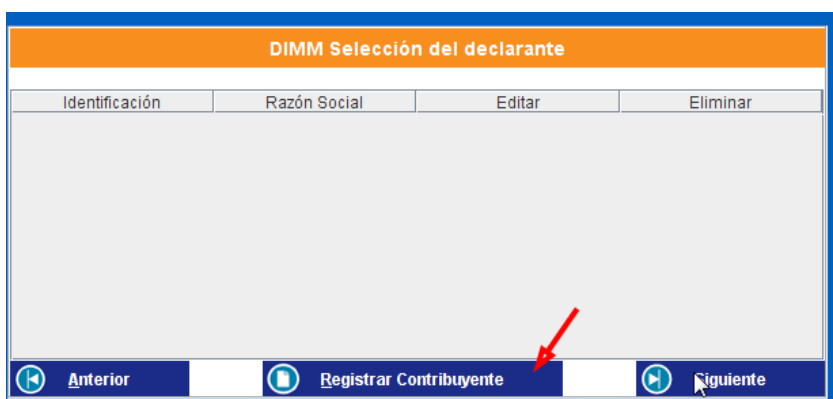 DIMM Selección del declarante
Identificación Razón Social Editar Eliminar
Anterior Registrar Contribuyente Siguiente